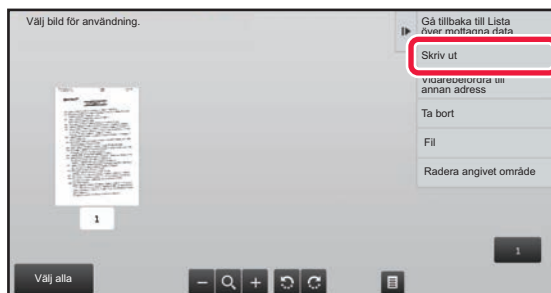 Välj bild för användning.
Gå tillbaka till Lista
över mottagna data
Skriv ut
Vidarebefordra till
annan adress
Ta bort
Fil
Radera angivet område
1
1
Välj alla